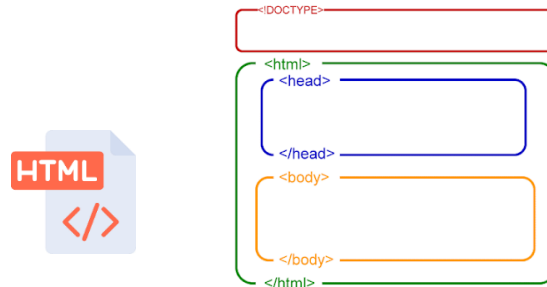 <!DOCTYPE>
<html>
<head>
HTML
</>
</head>
<body>
</body>
</html>